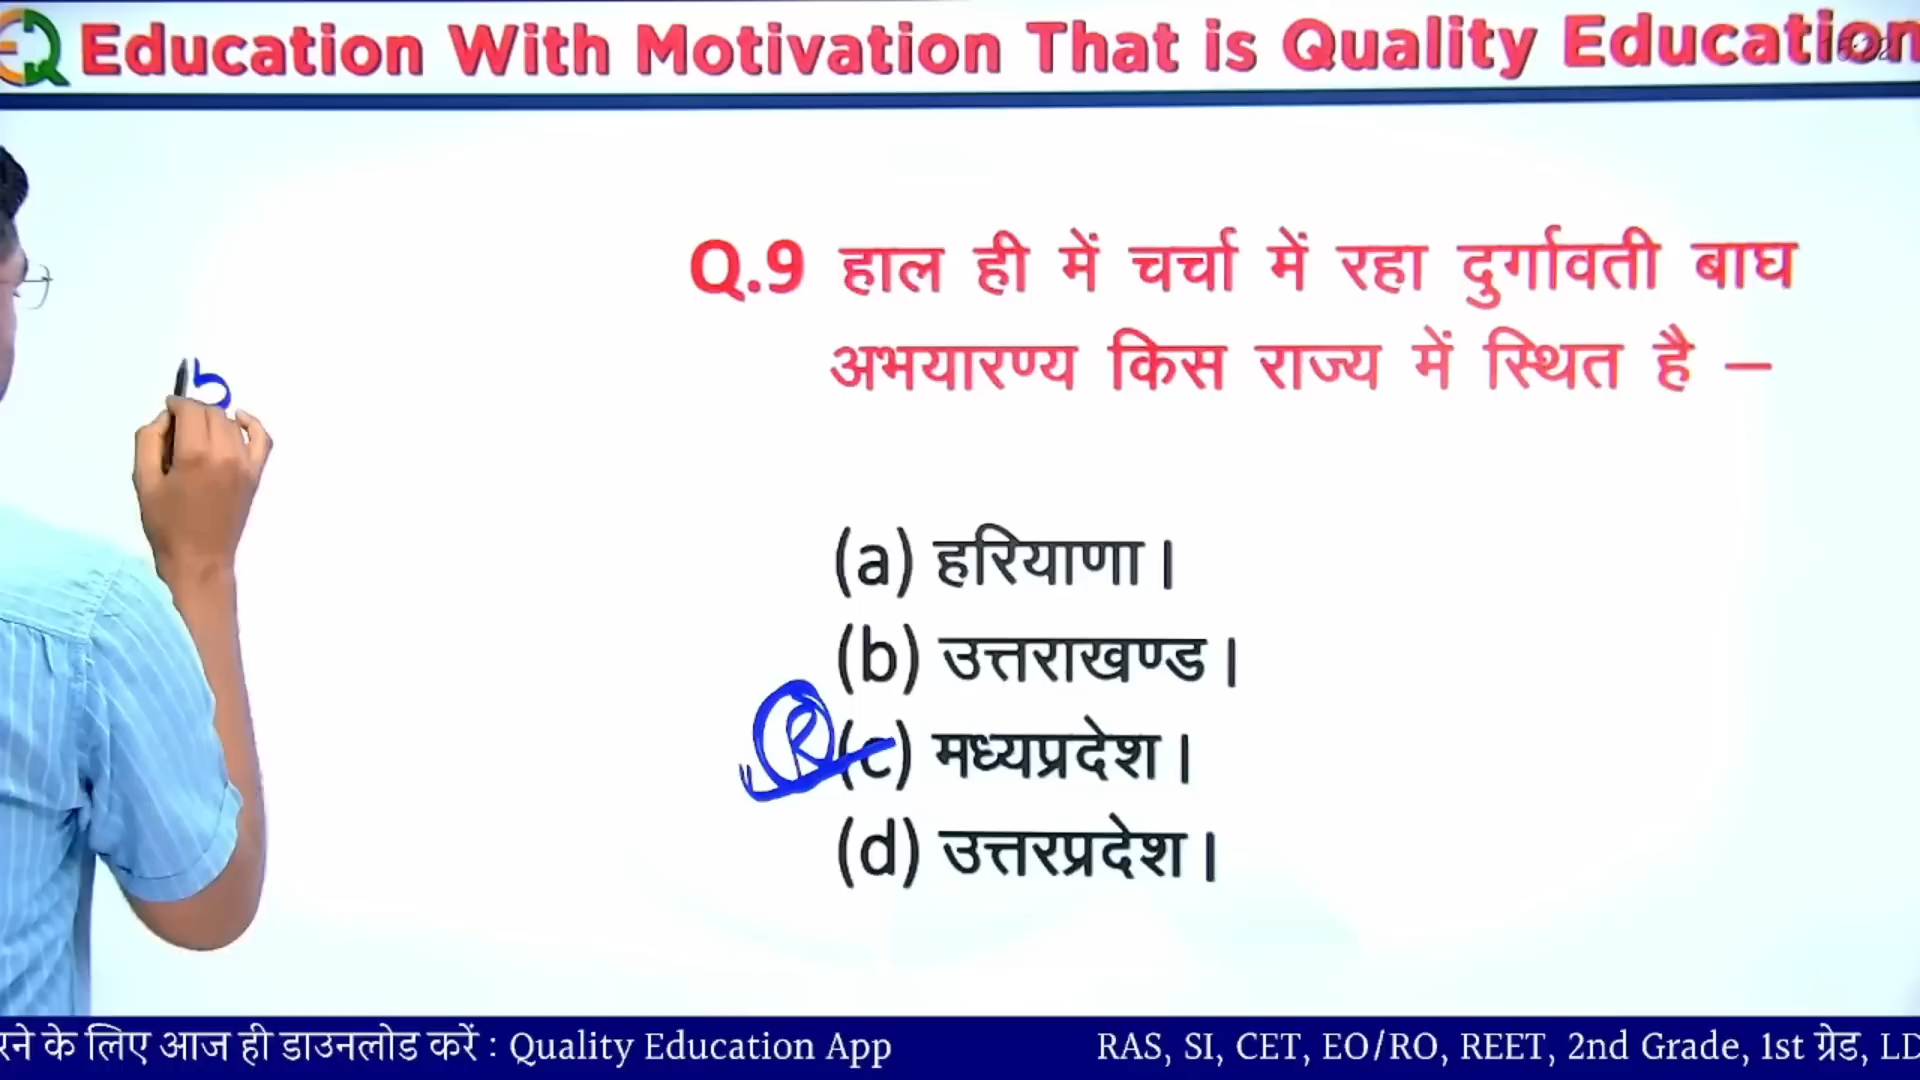 Education With Motivation That is Quality Education
Q.9 हाल ही में चर्चा में रहा दुर्गावती बाघ
अभयारण्य किस राज्य में स्थित है –
(a) हरियाणा।
(b) उत्तराखण्ड।
R (c) मध्यप्रदेश।
(d) उत्तरप्रदेश।
के लिए आज ही डाउनलोड करें : Quality Education App RAS, SI, CET, EO/RO, REET, 2nd Grade, 1st ग्रेड,